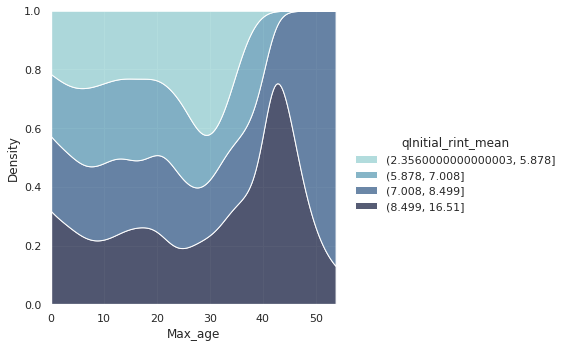 1.0
0.8
0.6
0.4
0.2
0.0
Density
0 10 20 30 40 50
Max_age
qInitial_rint_mean
(2.3560000000000003, 5.878]
(5.878, 7.008]
(7.008, 8.499]
(8.499, 16.51]